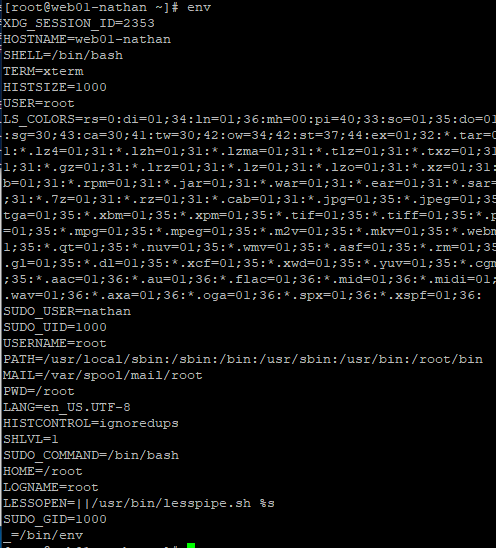 [root@web01-nathan ~]# env
XDG_SESSION_ID=2353
HOSTNAME=web01-nathan
SHELL=/bin/bash
TERM=xterm
HISTSIZE=1000
USER=root
LS_COLORS=rs=0:di=01;34:ln=01;36:mh=00:pi=40;33:so=01;35:do=01
:sg=30;43:ca=30;41:tw=30;42:ow=34;42:st=37;44:ex=01;32:*.tar=0
1:*.lz4=01;31:*.lzh=01;31:*.lzma=01;31:*.tlz=01;31:*.txz=01;31
1;31:*.gz=01;31:*.lrz=01;31:*.lz=01;31:*.lzo=01;31:*.xz=01;31:
b=01;31:*.rpm=01;31:*.jar=01;31:*.war=01;31:*.ear=01;31:*.sar=
;31:*.7z=01;31:*.rz=01;31:*.cab=01;31:*.jpg=01;35:*.jpeg=01;35
tga=01;35:*.xbm=01;35:*.xpm=01;35:*.tif=01;35:*.tiff=01;35:*.p
=01;35:*.mpg=01;35:*.mpeg=01;35:*.m2v=01;35:*.mkv=01;35:*.webm
1;35:*.qt=01;35:*.nuv=01;35:*.wmv=01;35:*.asf=01;35:*.rm=01;35
.gl=01;35:*.dl=01;35:*.xcf=01;35:*.xwd=01;35:*.yuv=01;35:*.cgm
;35:*.aac=01;36:*.au=01;36:*.flac=01;36:*.mid=01;36:*.midi=01;
.wav=01;36:*.axa=01;36:*.oga=01;36:*.spx=01;36:*.xspf=01;36:
SUDO_USER=nathan
SUDO_UID=1000
USERNAME=root
PATH=/usr/local/sbin:/sbin:/bin:/usr/sbin:/usr/bin:/root/bin
MAIL=/var/spool/mail/root
PWD=/root
LANG=en_US.UTF-8
HISTCONTROL=ignoredups
SHLVL=1
SUDO_COMMAND=/bin/bash
HOME=/root
LOGNAME=root
LESSOPEN=||/usr/bin/lesspipe.sh %s
SUDO_GID=1000
_=/bin/env